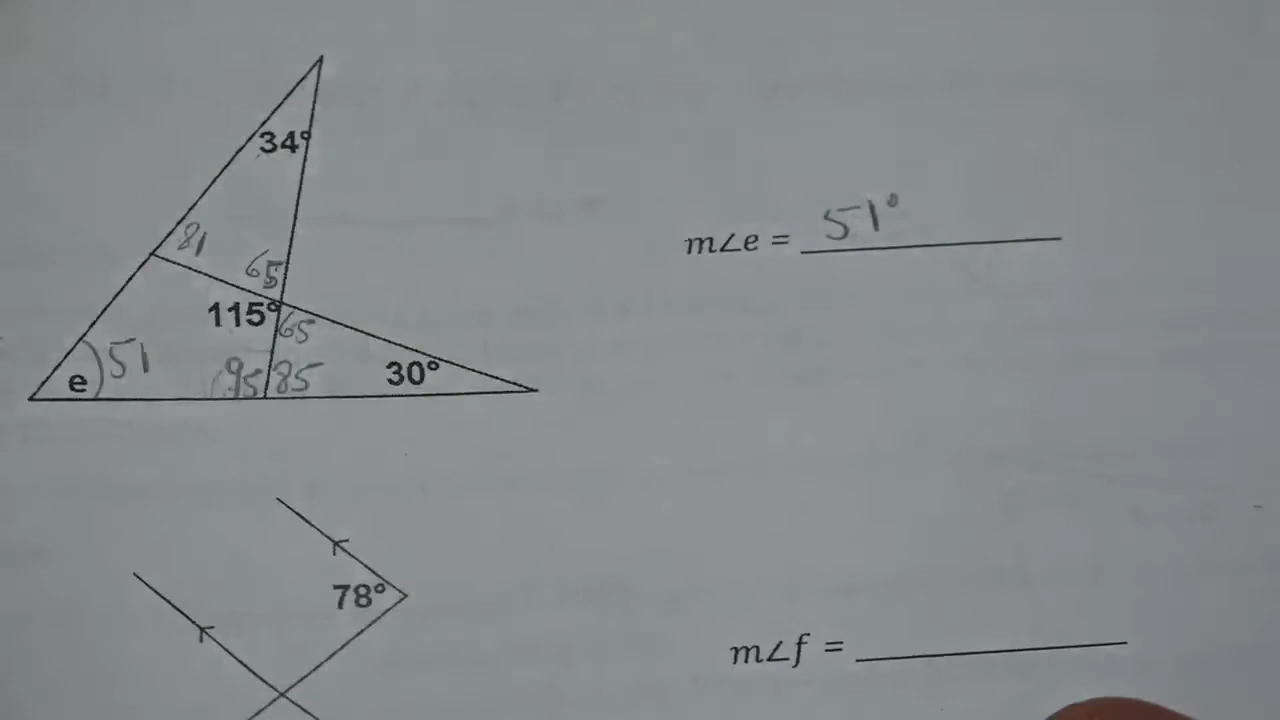 34°
81
65
115°
65
e 51
95 85
30°
m∠e = 51°
78°
m∠f =